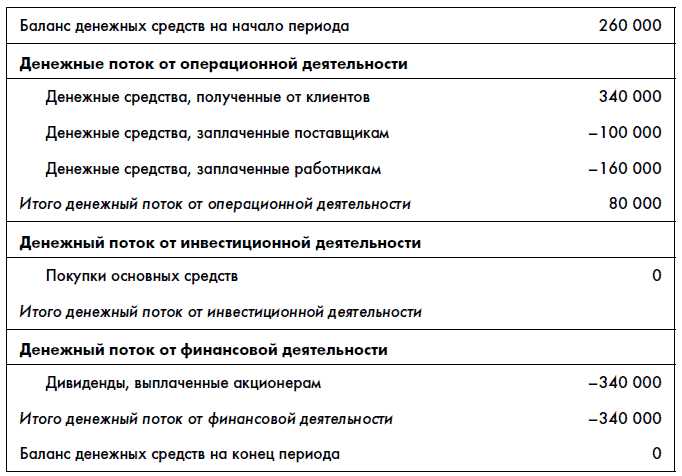 Баланс денежных средств на начало периода 260 000
Денежные поток от операционной деятельности
Денежные средства, полученные от клиентов 340 000
Денежные средства, заплаченные поставщикам –100 000
Денежные средства, заплаченные работникам –160 000
Итого денежный поток от операционной деятельности 80 000
Денежный поток от инвестиционной деятельности
Покупки основных средств 0
Итого денежный поток от инвестиционной деятельности
Денежный поток от финансовой деятельности
Дивиденды, выплаченные акционерам –340 000
Итого денежный поток от финансовой деятельности –340 000
Баланс денежных средств на конец периода 0